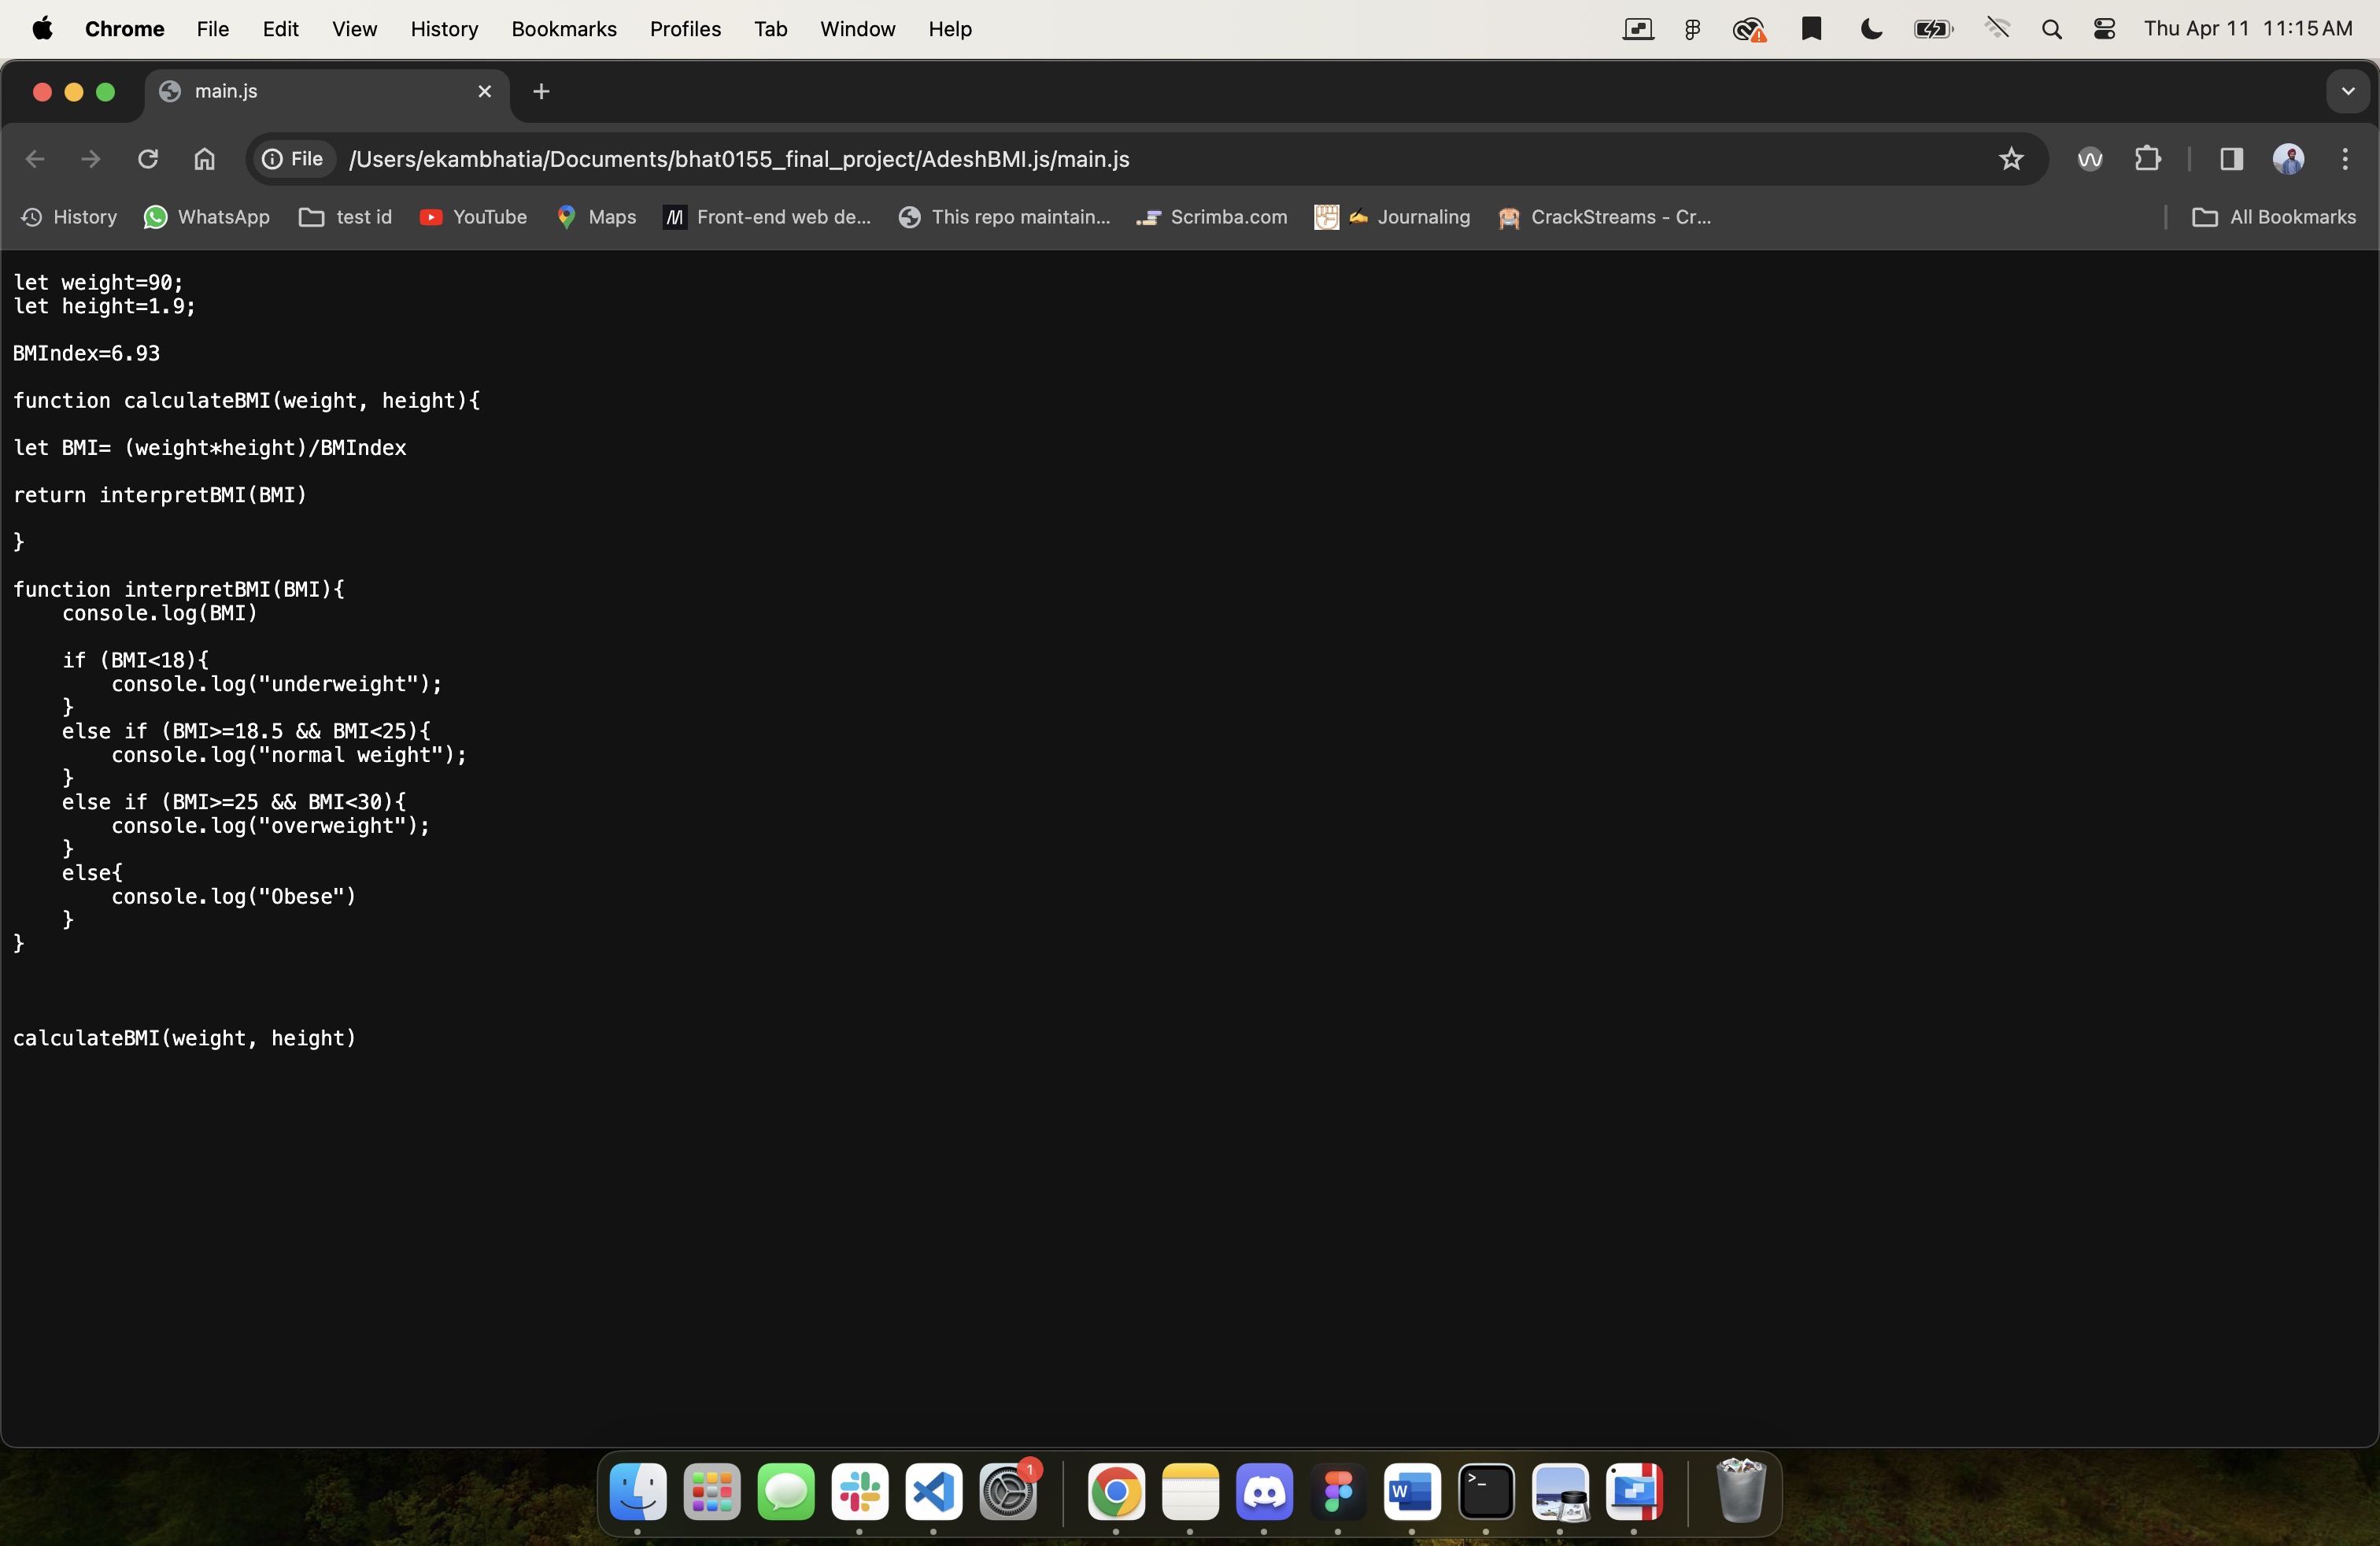 Chrome File Edit View History Bookmarks Profiles Tab Window Help Thu Apr 11 11:15 AM
main.js
File /Users/ekambhatia/Documents/bhat0155_final_project/AdeshBMI.js/main.js
History WhatsApp test id YouTube Maps Front-end web de... This repo maintain... Scrimba.com Journaling CrackStreams - Cr... All Bookmarks
let weight=90;
let height=1.9;
BMIndex=6.93
function calculateBMI(weight, height){
let BMI= (weight*height)/BMIndex
return interpretBMI(BMI)
}
function interpretBMI(BMI){
    console.log(BMI)
    if (BMI<18){
        console.log("underweight");
    }
    else if (BMI>=18.5 && BMI<25){
        console.log("normal weight");
    }
    else if (BMI>=25 && BMI<30){
        console.log("overweight");
    }
    else{
        console.log("Obese")
    }
}
calculateBMI(weight, height)
1
W
>_